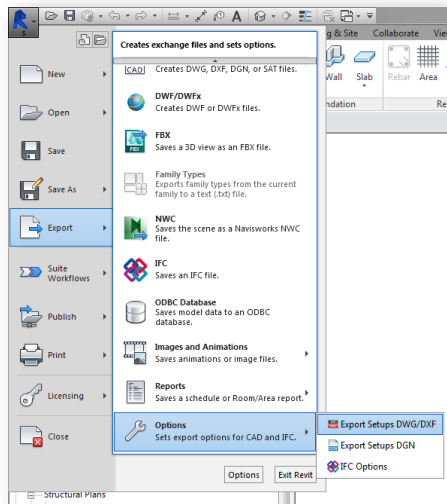 R
S
A
g & Site Collaborate Vie
Creates exchange files and sets options.
New
Open
Save
Save As
Export
Suite
Workflows
Publish
Print
Licensing
Close
CAD
Creates DWG, DXF, DGN, or SAT files.
DWF/DWFx
Creates DWF or DWFx files.
FBX
FBX
Saves a 3D view as an FBX file.
Family Types
Exports family types from the current
family to a text (.txt) file.
NWC
Saves the scene as a Navisworks NWC
file.
IFC
Saves an IFC file.
ODBC Database
Saves model data to an ODBC
database.
Images and Animations
Saves animations or image files.
Reports
Saves a schedule or Room/Area report.
Options
Sets export options for CAD and IFC.
Wall Slab Rebar Area
ndation Re
Export Setups DWG/DXF
Export Setups DGN
IFC Options
Options Exit Revit
Structural Plans